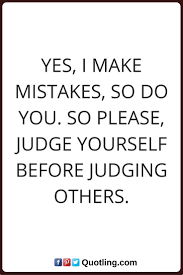 YES, I MAKE
MISTAKES, SO DO
YOU. SO PLEASE,
JUDGE YOURSELF
BEFORE JUDGING
OTHERS.
Quotling.com